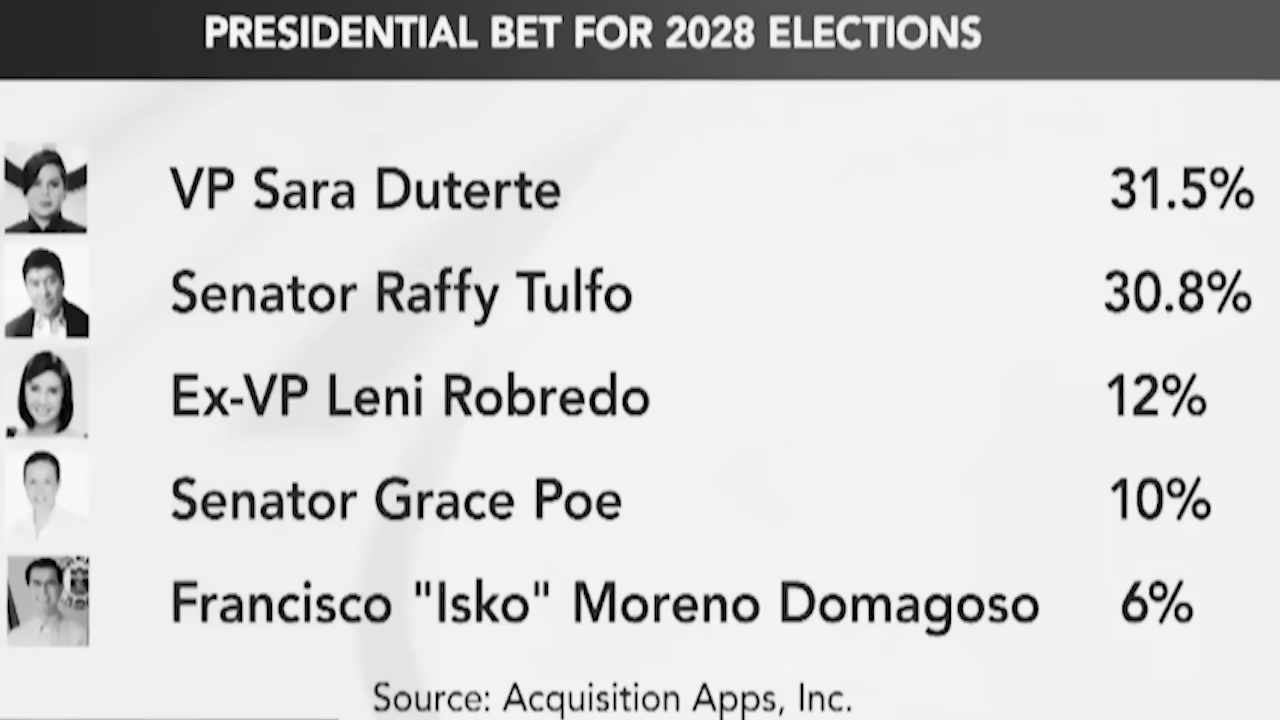 PRESIDENTIAL BET FOR 2028 ELECTIONS
VP Sara Duterte 31.5%
Senator Raffy Tulfo 30.8%
Ex-VP Leni Robredo 12%
Senator Grace Poe 10%
Francisco "Isko" Moreno Domagoso 6%
Source: Acquisition Apps, Inc.